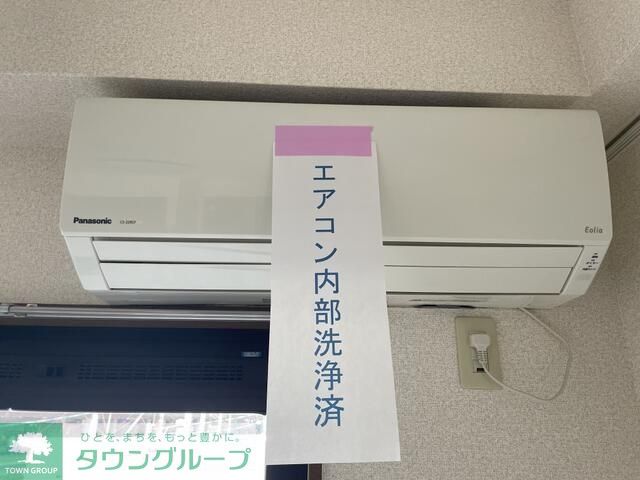 エアコン内部洗浄済
Panasonic
Eolia
ひとを、まちを、もっと豊かに。
タウングループ
TOWN GROUP